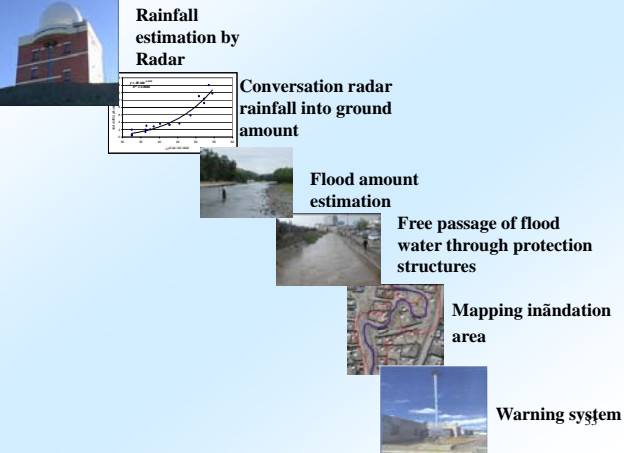 Rainfall
estimation by
Radar
Conversation radar
rainfall into ground
amount
Flood amount
estimation
Free passage of flood
water through protection
structures
Mapping inãndation
area
Warning system